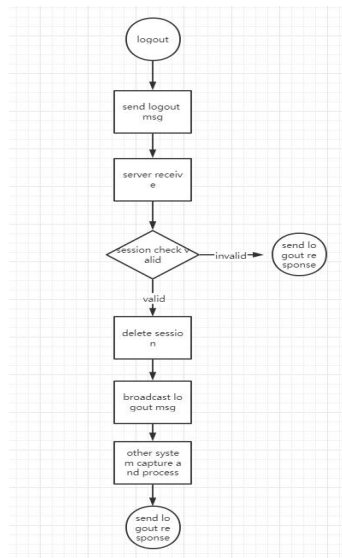 logout
send logout
msg
server receiv
e
session check v
alid
invalid
send lo
gout re
sponse
valid
delete sessio
n
broadcast lo
gout msg
other syste
m capture a
nd process
send lo
gout re
sponse